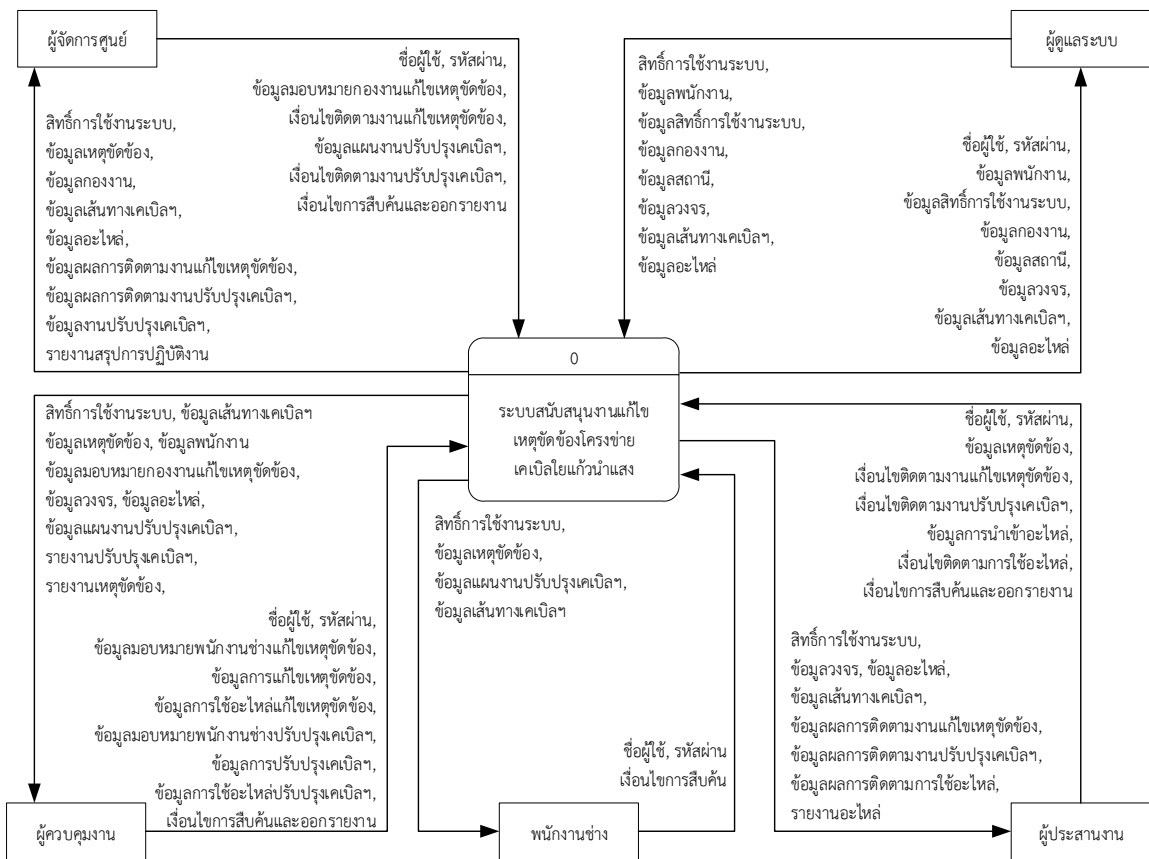 ผู้จัดการศูนย์
ผู้ดูแลระบบ
ชื่อผู้ใช้, รหัสผ่าน,
ข้อมูลมอบหมายกองงานแก้ไขเหตุขัดข้อง,
เงื่อนไขติดตามงานแก้ไขเหตุขัดข้อง,
ข้อมูลแผนงานปรับปรุงเคเบิลฯ,
เงื่อนไขติดตามงานปรับปรุงเคเบิลฯ,
เงื่อนไขการสืบค้นและออกรายงาน
สิทธิ์การใช้งานระบบ,
ข้อมูลเหตุขัดข้อง,
ข้อมูลกองงาน,
ข้อมูลเส้นทางเคเบิลฯ,
ข้อมูลอะไหล่,
ข้อมูลผลการติดตามงานแก้ไขเหตุขัดข้อง,
ข้อมูลผลการติดตามงานปรับปรุงเคเบิลฯ,
ข้อมูลงานปรับปรุงเคเบิลฯ,
รายงานสรุปการปฏิบัติงาน
สิทธิ์การใช้งานระบบ,
ข้อมูลพนักงาน,
ข้อมูลสิทธิ์การใช้งานระบบ,
ข้อมูลกองงาน,
ข้อมูลสถานี,
ข้อมูลวงจร,
ข้อมูลเส้นทางเคเบิลฯ,
ข้อมูลอะไหล่
ชื่อผู้ใช้, รหัสผ่าน,
ข้อมูลพนักงาน,
ข้อมูลสิทธิ์การใช้งานระบบ,
ข้อมูลกองงาน,
ข้อมูลสถานี,
ข้อมูลวงจร,
ข้อมูลเส้นทางเคเบิลฯ,
ข้อมูลอะไหล่
0
ระบบสนับสนุนงานแก้ไข
เหตุขัดข้องโครงข่าย
เคเบิลใยแก้วนำแสง
สิทธิ์การใช้งานระบบ, ข้อมูลเส้นทางเคเบิลฯ
ข้อมูลเหตุขัดข้อง, ข้อมูลพนักงาน
ข้อมูลมอบหมายกองงานแก้ไขเหตุขัดข้อง,
ข้อมูลวงจร, ข้อมูลอะไหล่,
ข้อมูลแผนงานปรับปรุงเคเบิลฯ,
รายงานปรับปรุงเคเบิลฯ,
รายงานเหตุขัดข้อง,
ชื่อผู้ใช้, รหัสผ่าน,
ข้อมูลมอบหมายพนักงานช่างแก้ไขเหตุขัดข้อง,
ข้อมูลการแก้ไขเหตุขัดข้อง,
ข้อมูลการใช้อะไหล่แก้ไขเหตุขัดข้อง,
ข้อมูลมอบหมายพนักงานช่างปรับปรุงเคเบิลฯ,
ข้อมูลการปรับปรุงเคเบิลฯ,
ข้อมูลการใช้อะไหล่ปรับปรุงเคเบิลฯ,
เงื่อนไขการสืบค้นและออกรายงาน
สิทธิ์การใช้งานระบบ,
ข้อมูลเหตุขัดข้อง,
ข้อมูลแผนงานปรับปรุงเคเบิลฯ,
ข้อมูลเส้นทางเคเบิลฯ
ชื่อผู้ใช้, รหัสผ่าน
เงื่อนไขการสืบค้น
ชื่อผู้ใช้, รหัสผ่าน,
ข้อมูลเหตุขัดข้อง,
เงื่อนไขติดตามงานแก้ไขเหตุขัดข้อง,
เงื่อนไขติดตามงานปรับปรุงเคเบิลฯ,
ข้อมูลการนำเข้าอะไหล่,
เงื่อนไขติดตามการใช้อะไหล่,
เงื่อนไขการสืบค้นและออกรายงาน
สิทธิ์การใช้งานระบบ,
ข้อมูลวงจร, ข้อมูลอะไหล่,
ข้อมูลเส้นทางเคเบิลฯ,
ข้อมูลผลการติดตามงานแก้ไขเหตุขัดข้อง,
ข้อมูลผลการติดตามงานปรับปรุงเคเบิลฯ,
ข้อมูลผลการติดตามการใช้อะไหล่,
รายงานอะไหล่
ผู้ควบคุมงาน
พนักงานช่าง
ผู้ประสานงาน